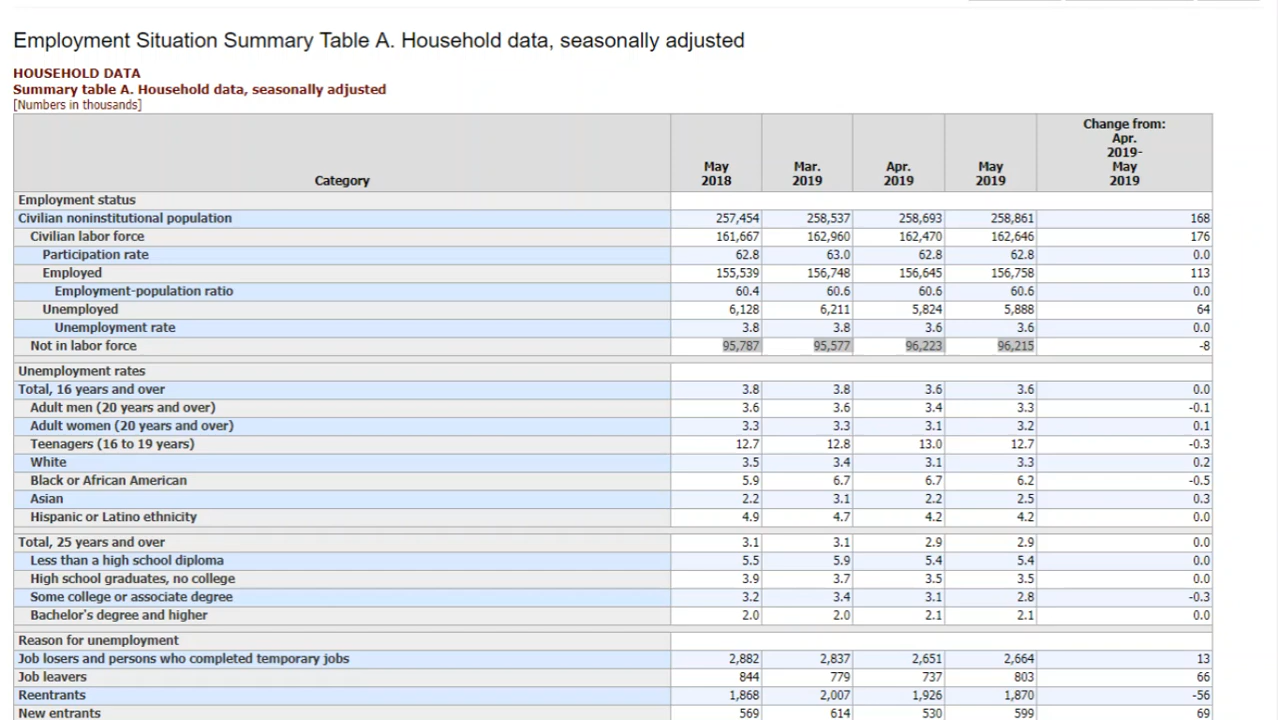 Employment Situation Summary Table A. Household data, seasonally adjusted
HOUSEHOLD DATA
Summary table A. Household data, seasonally adjusted
[Numbers in thousands]
Category May 2018 Mar. 2019 Apr. 2019 May 2019 Change from: Apr. 2019- May 2019
Employment status
Civilian noninstitutional population 257,454 258,537 258,693 258,861 168
Civilian labor force 161,667 162,960 162,470 162,646 176
Participation rate 62.8 63.0 62.8 62.8 0.0
Employed 155,539 156,748 156,645 156,758 113
Employment-population ratio 60.4 60.6 60.6 60.6 0.0
Unemployed 6,128 6,211 5,824 5,888 64
Unemployment rate 3.8 3.8 3.6 3.6 0.0
Not in labor force 95,787 95,577 96,223 96,215 -8
Unemployment rates
Total, 16 years and over 3.8 3.8 3.6 3.6 0.0
Adult men (20 years and over) 3.6 3.6 3.4 3.3 -0.1
Adult women (20 years and over) 3.3 3.3 3.1 3.2 0.1
Teenagers (16 to 19 years) 12.7 12.8 13.0 12.7 -0.3
White 3.5 3.4 3.1 3.3 0.2
Black or African American 5.9 6.7 6.7 6.2 -0.5
Asian 2.2 3.1 2.2 2.5 0.3
Hispanic or Latino ethnicity 4.9 4.7 4.2 4.2 0.0
Total, 25 years and over 3.1 3.1 2.9 2.9 0.0
Less than a high school diploma 5.5 5.9 5.4 5.4 0.0
High school graduates, no college 3.9 3.7 3.5 3.5 0.0
Some college or associate degree 3.2 3.4 3.1 2.8 -0.3
Bachelor's degree and higher 2.0 2.0 2.1 2.1 0.0
Reason for unemployment
Job losers and persons who completed temporary jobs 2,882 2,837 2,651 2,664 13
Job leavers 844 779 737 803 66
Reentrants 1,868 2,007 1,926 1,870 -56
New entrants 569 614 530 599 69